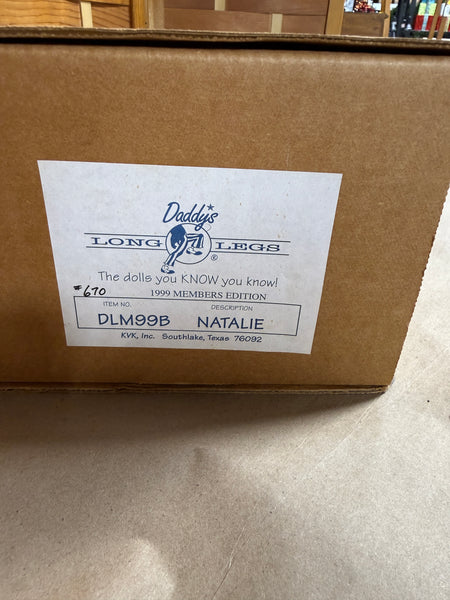 Daddy's
LONG LEGS ©
The dolls you KNOW you know!
1999 MEMBERS EDITION
#670
ITEM NO. DESCRIPTION
DLM99B NATALIE
KVK, Inc. Southlake, Texas 76092